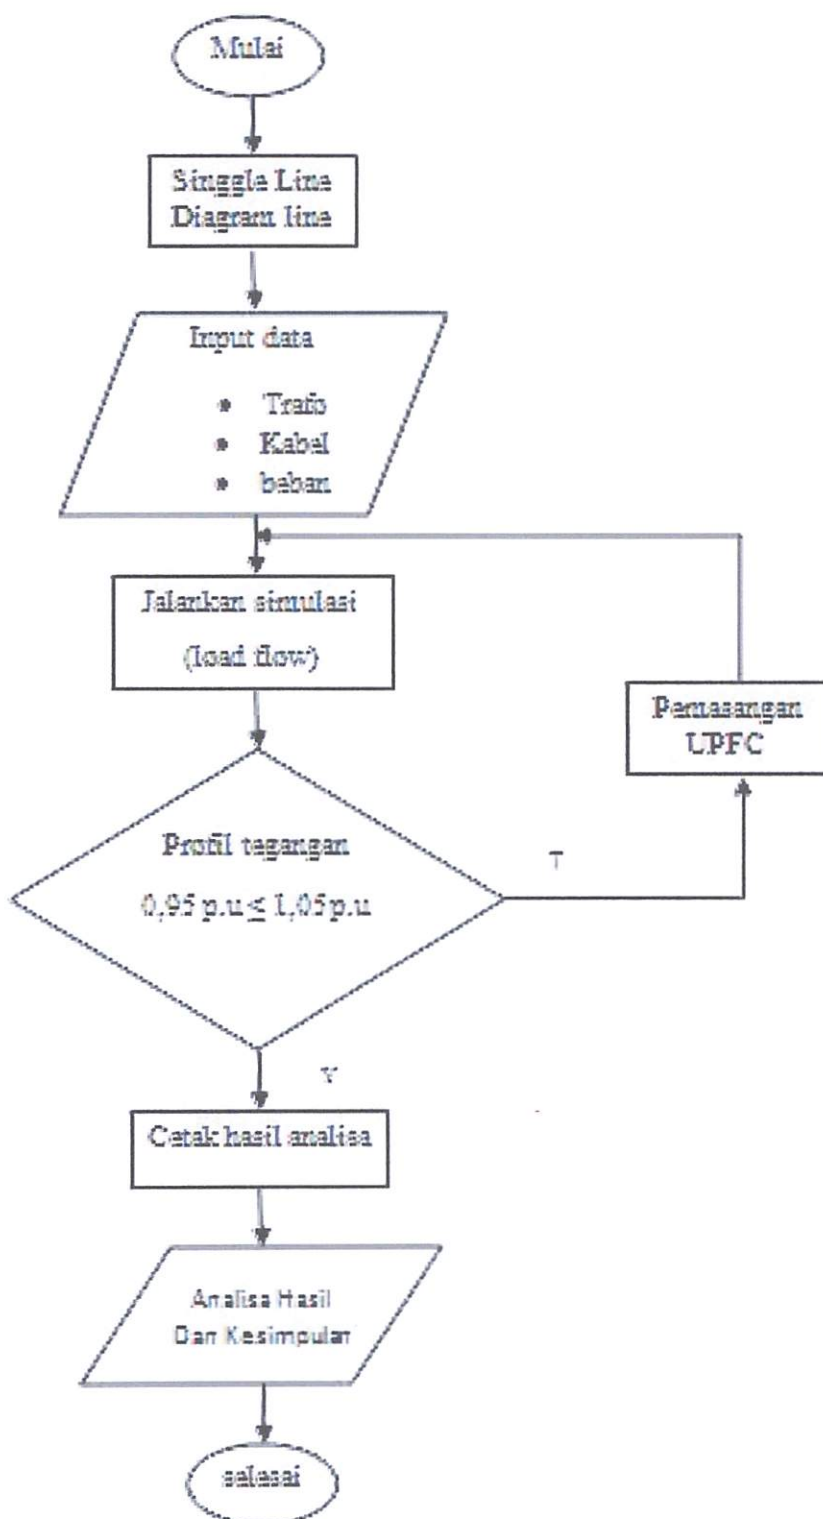 Mulai
Singgle Line
Diagram line
Input data
• Trafo
• Kabel
• beban
Jalankan simulasi
(load flow)
Pemasangan
UPFC
Profil tegangan
0,95 p.u ≤ 1,05 p.u
T
Y
Cetak hasil analisa
Analisa Hasil
Dan Kesimpulan
selesai